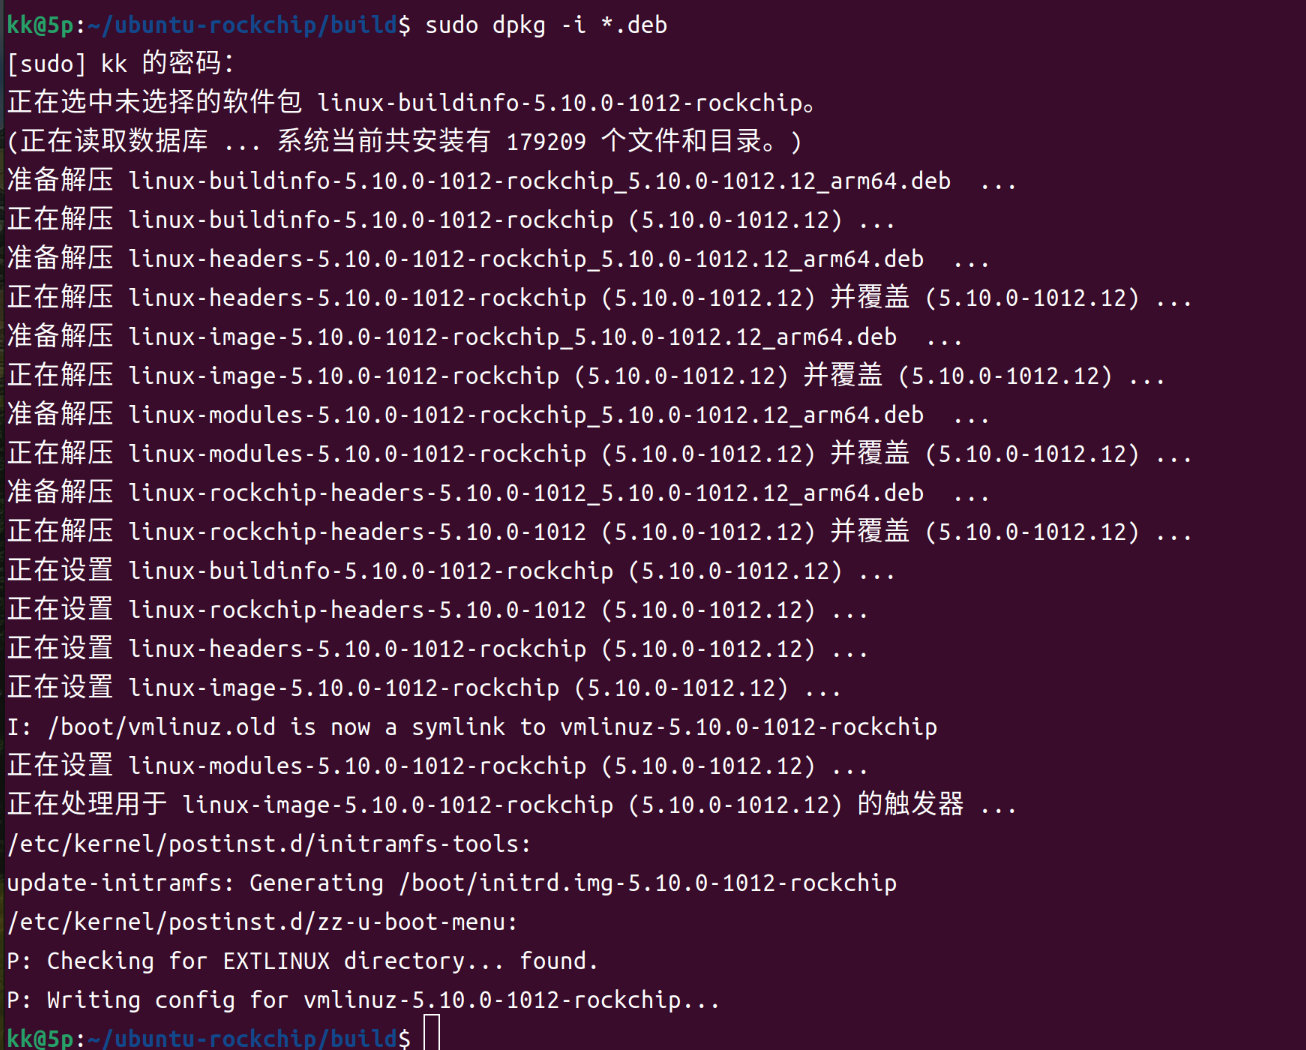 kk@5p:~/ubuntu-rockchip/build$ sudo dpkg -i *.deb
[sudo] kk 的密码：
正在选中未选择的软件包 linux-buildinfo-5.10.0-1012-rockchip。
(正在读取数据库 ... 系统当前共安装有 179209 个文件和目录。)
准备解压 linux-buildinfo-5.10.0-1012-rockchip_5.10.0-1012.12_arm64.deb  ...
正在解压 linux-buildinfo-5.10.0-1012-rockchip (5.10.0-1012.12) ...
准备解压 linux-headers-5.10.0-1012-rockchip_5.10.0-1012.12_arm64.deb  ...
正在解压 linux-headers-5.10.0-1012-rockchip (5.10.0-1012.12) 并覆盖 (5.10.0-1012.12) ...
准备解压 linux-image-5.10.0-1012-rockchip_5.10.0-1012.12_arm64.deb  ...
正在解压 linux-image-5.10.0-1012-rockchip (5.10.0-1012.12) 并覆盖 (5.10.0-1012.12) ...
准备解压 linux-modules-5.10.0-1012-rockchip_5.10.0-1012.12_arm64.deb  ...
正在解压 linux-modules-5.10.0-1012-rockchip (5.10.0-1012.12) 并覆盖 (5.10.0-1012.12) ...
准备解压 linux-rockchip-headers-5.10.0-1012_5.10.0-1012.12_arm64.deb  ...
正在解压 linux-rockchip-headers-5.10.0-1012 (5.10.0-1012.12) 并覆盖 (5.10.0-1012.12) ...
正在设置 linux-buildinfo-5.10.0-1012-rockchip (5.10.0-1012.12) ...
正在设置 linux-rockchip-headers-5.10.0-1012 (5.10.0-1012.12) ...
正在设置 linux-headers-5.10.0-1012-rockchip (5.10.0-1012.12) ...
正在设置 linux-image-5.10.0-1012-rockchip (5.10.0-1012.12) ...
I: /boot/vmlinuz.old is now a symlink to vmlinuz-5.10.0-1012-rockchip
正在设置 linux-modules-5.10.0-1012-rockchip (5.10.0-1012.12) ...
正在处理用于 linux-image-5.10.0-1012-rockchip (5.10.0-1012.12) 的触发器 ...
/etc/kernel/postinst.d/initramfs-tools:
update-initramfs: Generating /boot/initrd.img-5.10.0-1012-rockchip
/etc/kernel/postinst.d/zz-u-boot-menu:
P: Checking for EXTLINUX directory... found.
P: Writing config for vmlinuz-5.10.0-1012-rockchip...
kk@5p:~/ubuntu-rockchip/build$